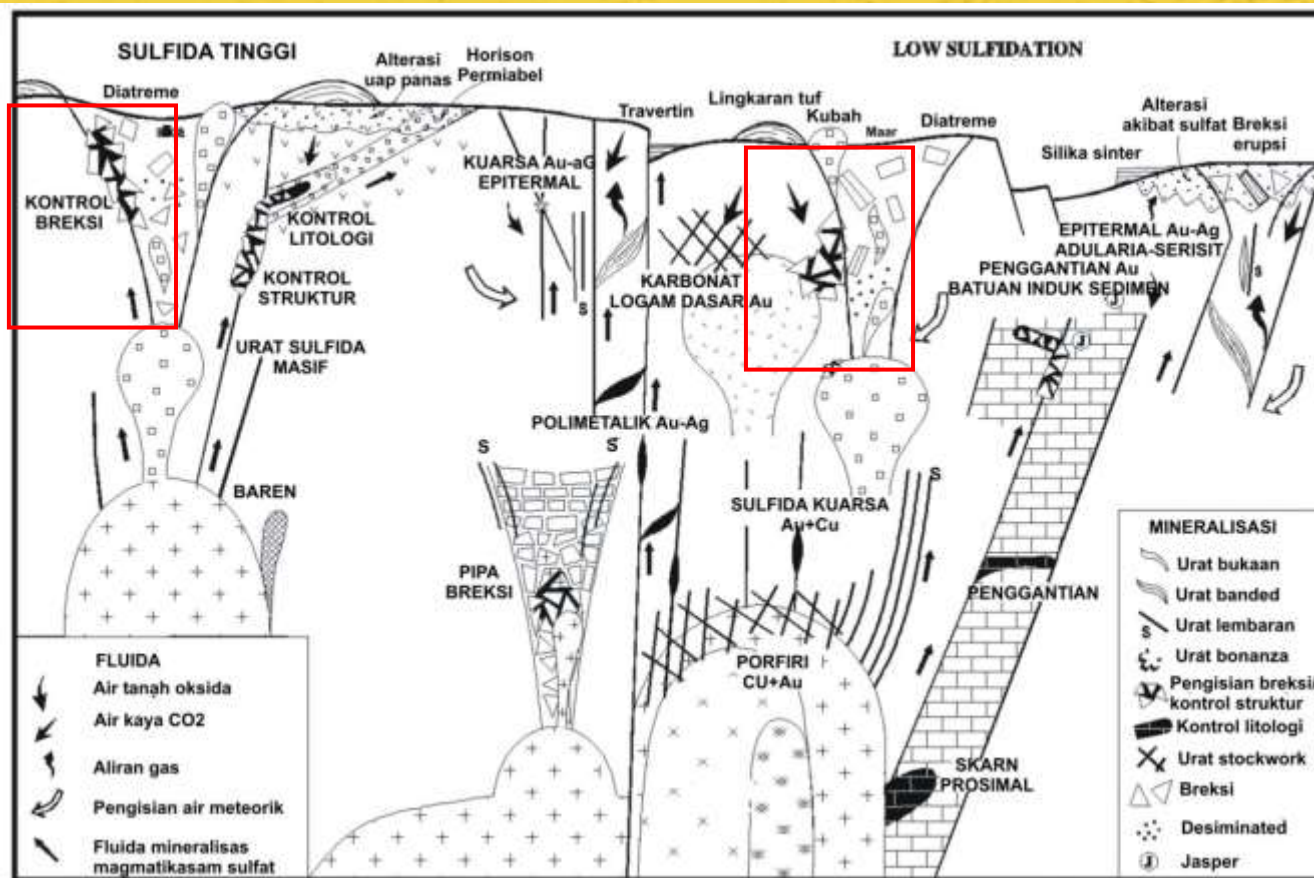 SULFIDA TINGGI
LOW SULFIDATION
Diatreme
Alterasi
uap panas
Horison
Permiabel
Travertin
Lingkaran tuf
Kubah
Maar
Diatreme
Silika sinter
Alterasi
akibat sulfat
Breksi
erupsi
KONTROL
BREKSI
KONTROL
LITOLOGI
KONTROL
STRUKTUR
URAT SULFIDA
MASIF
BAREN
KUARSA Au-aG
EPITERMAL
S
KARBONAT
LOGAM DASAR Au
EPITERMAL Au-Ag
ADULARIA-SERISIT
PENGGANTIAN Au
BATUAN INDUK SEDIMEN
J
J
S
POLIMETALIK Au-Ag
S
S
SULFIDA KUARSA
Au+Cu
S
PIPA
BREKSI
PORFIRI
CU+Au
PENGGANTIAN
SKARN
PROSIMAL
FLUIDA
Air tanah oksida
Air kaya CO2
Aliran gas
Pengisian air meteorik
Fluida mineralisas
magmatikasam sulfat
MINERALISASI
Urat bukaan
Urat banded
S Urat lembaran
Urat bonanza
Pengisian breksii
kontrol struktur
Kontrol litologi
Urat stockwork
Breksi
Desiminated
J Jasper